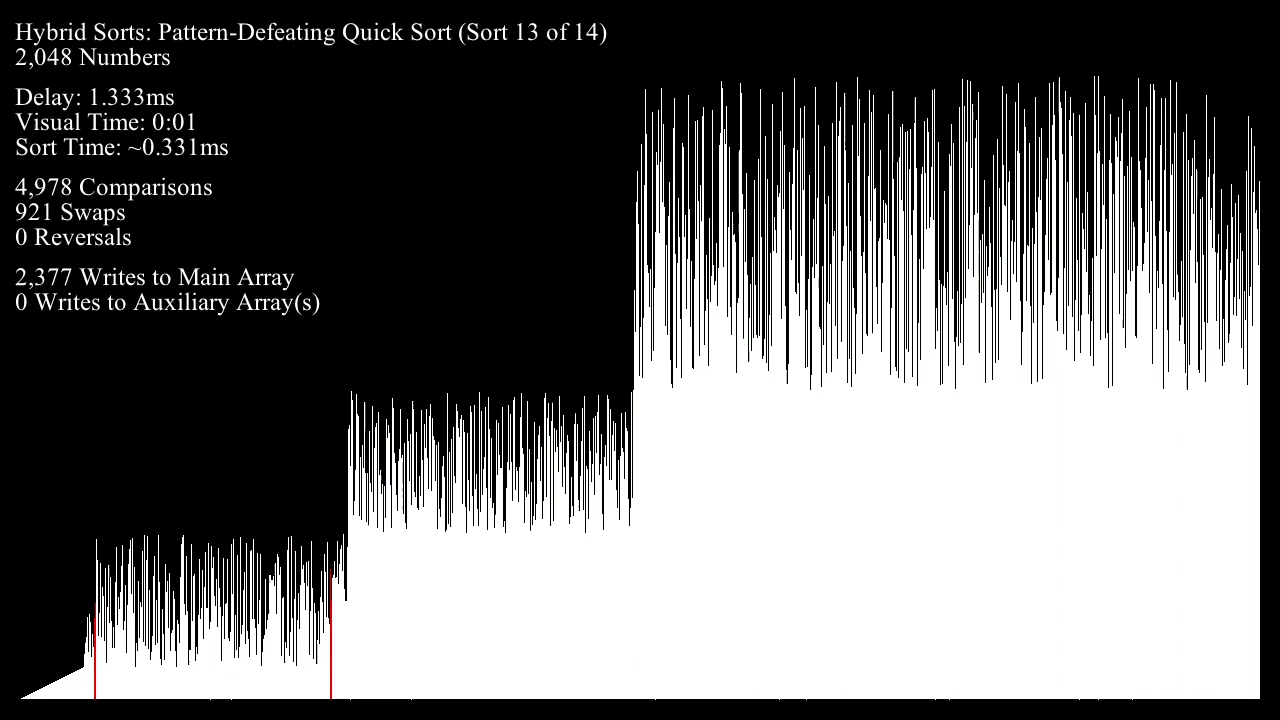 Hybrid Sorts: Pattern-Defeating Quick Sort (Sort 13 of 14)
2,048 Numbers
Delay: 1.333ms
Visual Time: 0:01
Sort Time: ~0.331ms
4,978 Comparisons
921 Swaps
0 Reversals
2,377 Writes to Main Array
0 Writes to Auxiliary Array(s)